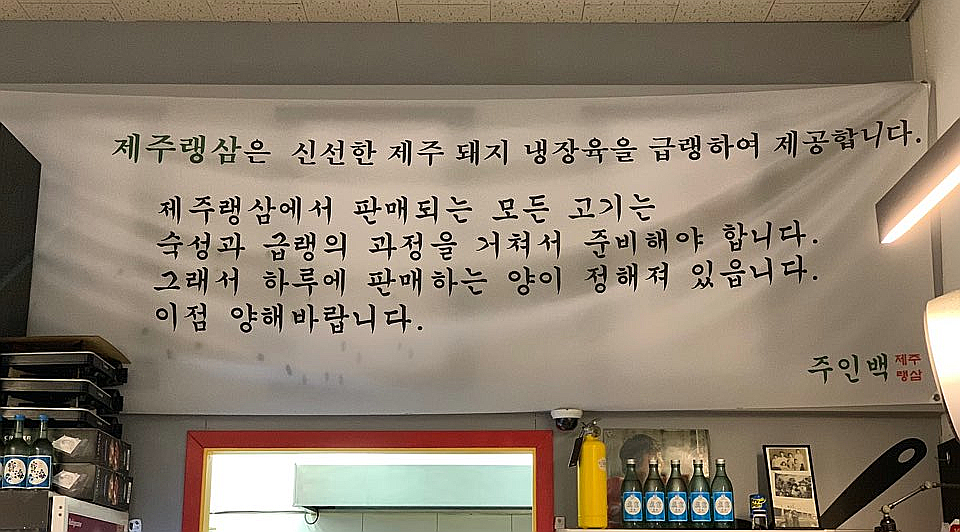 제주랭삼은 신선한 제주 돼지 냉장육을 급랭하여 제공합니다.
제주랭삼에서 판매되는 모든 고기는
숙성과 급랭의 과정을 거쳐서 준비해야 합니다.
그래서 하루에 판매하는 양이 정해져 있읍니다.
이점 양해바랍니다.
주인백
제주
랭삼